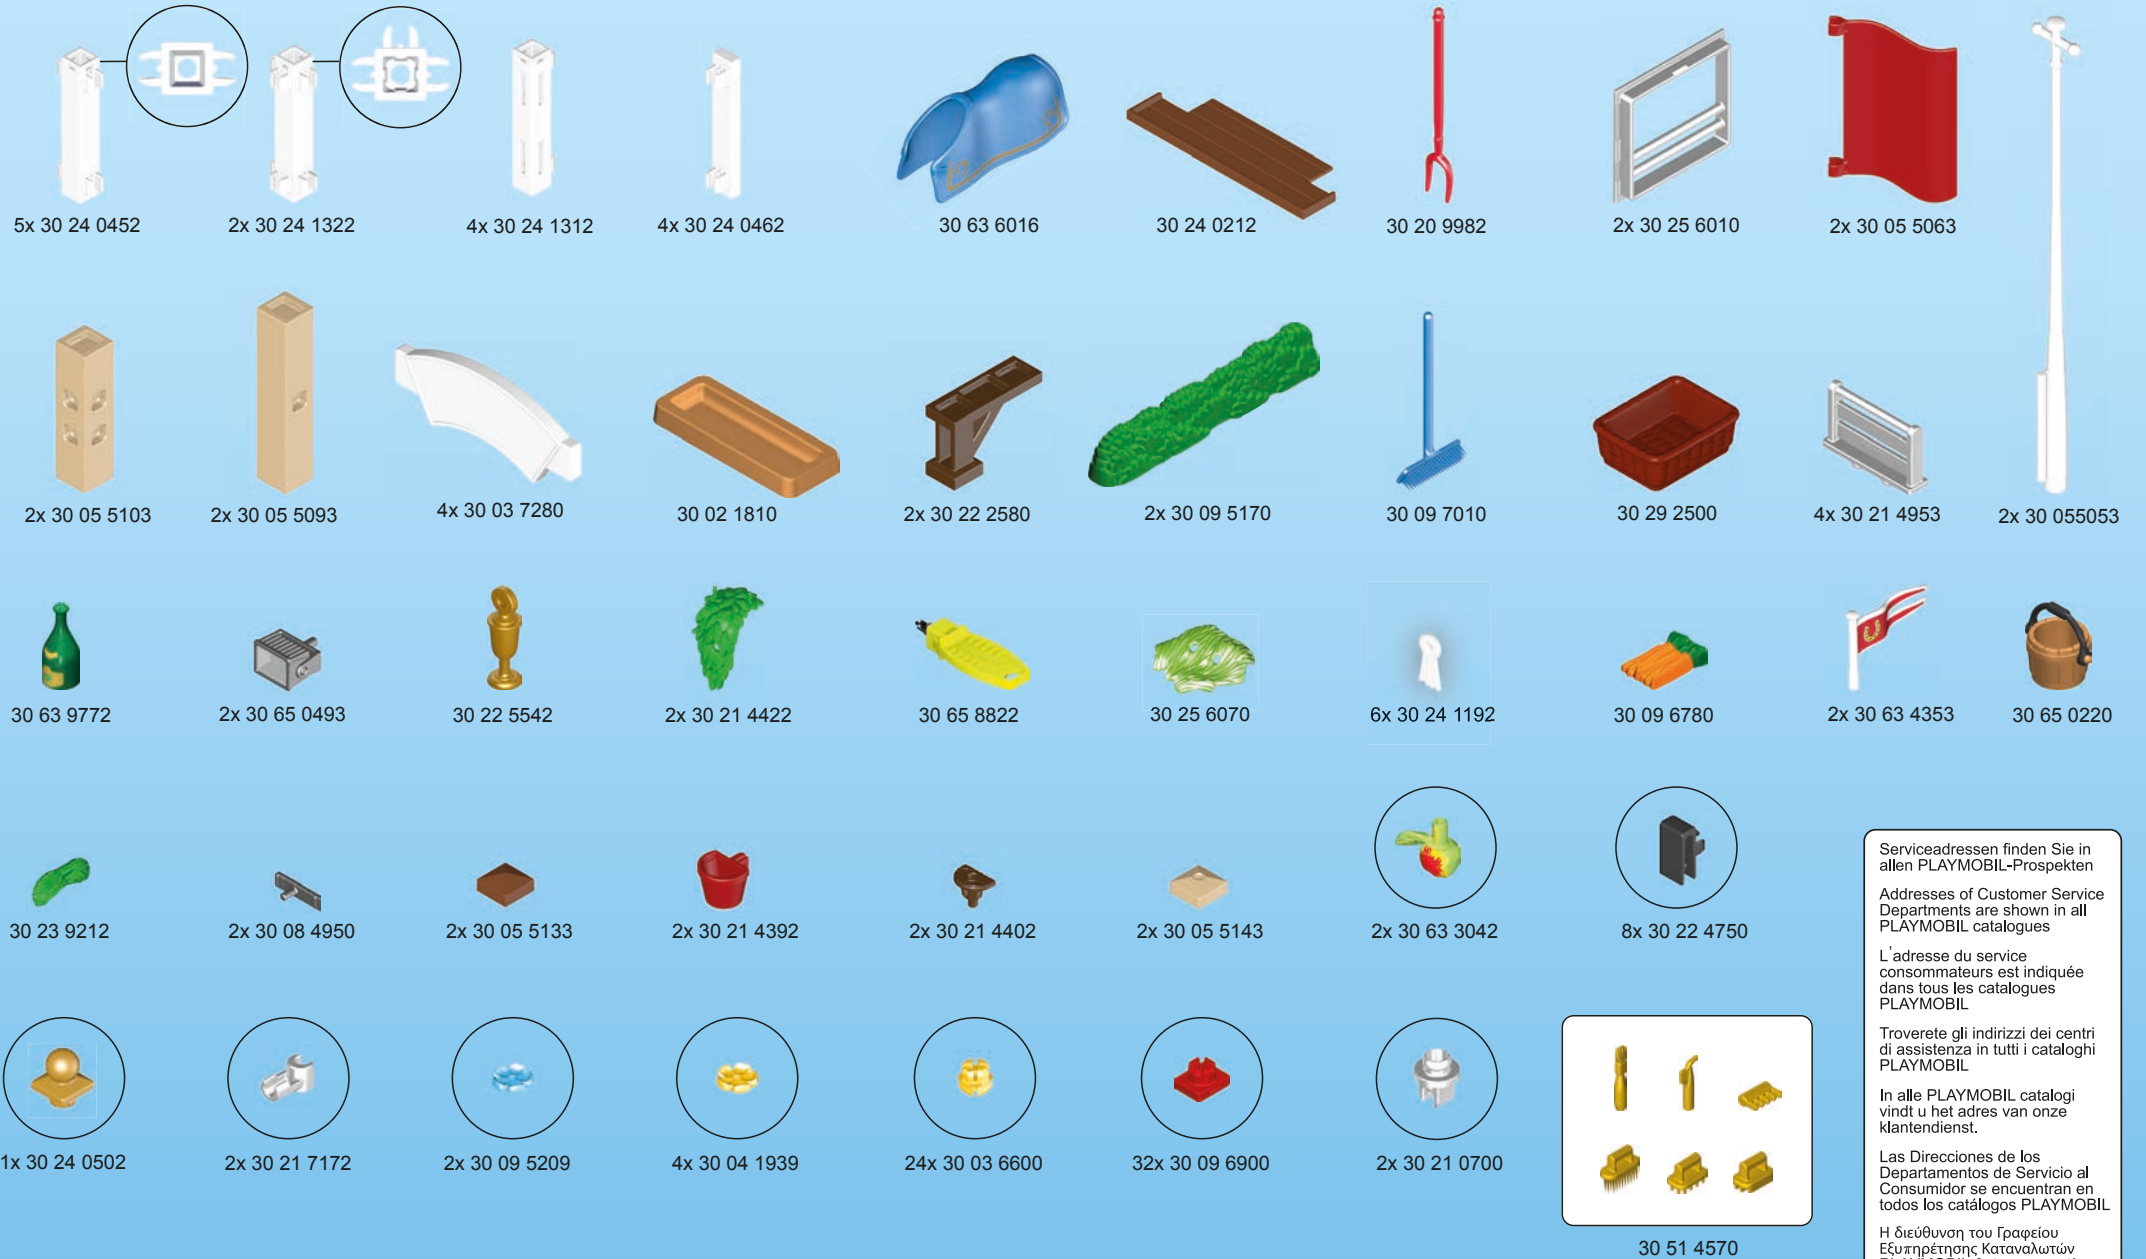 5x 30 24 0452
2x 30 24 1322
4x 30 24 1312
4x 30 24 0462
30 63 6016
30 24 0212
30 20 9982
2x 30 25 6010
2x 30 05 5063
2x 30 05 5103
2x 30 05 5093
4x 30 03 7280
30 02 1810
2x 30 22 2580
2x 30 09 5170
30 09 7010
30 29 2500
4x 30 21 4953
2x 30 055053
30 63 9772
2x 30 65 0493
30 22 5542
2x 30 21 4422
30 65 8822
30 25 6070
6x 30 24 1192
30 09 6780
2x 30 63 4353
30 65 0220
30 23 9212
2x 30 08 4950
2x 30 05 5133
2x 30 21 4392
2x 30 21 4402
2x 30 05 5143
2x 30 63 3042
8x 30 22 4750
1x 30 24 0502
2x 30 21 7172
2x 30 09 5209
4x 30 04 1939
24x 30 03 6600
32x 30 09 6900
2x 30 21 0700
30 51 4570
Serviceadressen finden Sie in
allen PLAYMOBIL-Prospekten
Addresses of Customer Service
Departments are shown in all
PLAYMOBIL catalogues
L'adresse du service
consommateurs est indiquée
dans tous les catalogues
PLAYMOBIL
Troverete gli indirizzi dei centri
di assistenza in tutti i cataloghi
PLAYMOBIL
In alle PLAYMOBIL catalogi
vindt u het adres van onze
klantendienst.
Las Direcciones de los
Departamentos de Servicio al
Consumidor se encuentran en
todos los catálogos PLAYMOBIL
Η διεύθυνση του Γραφείου
Εξυπηρέτησης Καταναλωτών